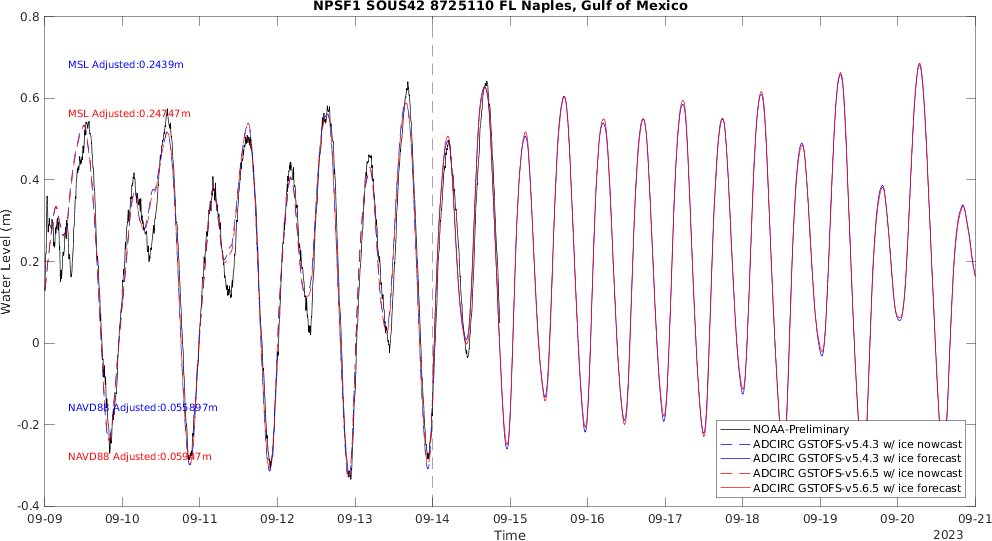 NPSF1 SOUS42 8725110 FL Naples, Gulf of Mexico
0.8
0.6
0.4
0.2
0
-0.2
-0.4
Water Level (m)
MSL Adjusted:0.2439m
MSL Adjusted:0.24747m
NAVD88 Adjusted:0.055897m
NAVD88 Adjusted:0.05947m
NOAA-Preliminary
ADCIRC GSTOFS-v5.4.3 w/ ice nowcast
ADCIRC GSTOFS-v5.4.3 w/ ice forecast
ADCIRC GSTOFS-v5.6.5 w/ ice nowcast
ADCIRC GSTOFS-v5.6.5 w/ ice forecast
09-09 09-10 09-11 09-12 09-13 09-14 09-15 09-16 09-17 09-18 09-19 09-20 09-21
Time
2023